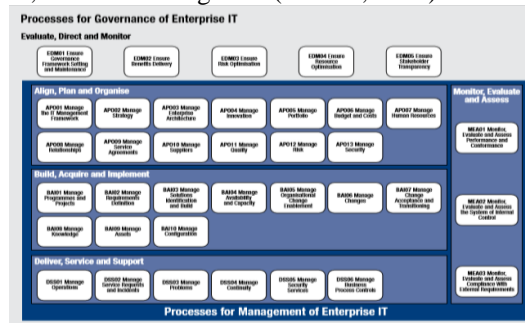 Processes for Governance of Enterprise IT
Evaluate, Direct and Monitor
EDM01 Ensure
Governance
Framework Setting
and Maintenance
EDM02 Ensure
Benefits Delivery
EDM03 Ensure
Risk Optimisation
EDM04 Ensure
Resource
Optimisation
EDM05 Ensure
Stakeholder
Transparency
Align, Plan and Organise
APO01 Manage
the IT Management
Framework
APO02 Manage
Strategy
APO03 Manage
Enterprise
Architecture
APO04 Manage
Innovation
APO05 Manage
Portfolio
APO06 Manage
Budget and Costs
APO07 Manage
Human Resources
APO08 Manage
Relationships
APO09 Manage
Service
Agreements
APO10 Manage
Suppliers
APO11 Manage
Quality
APO12 Manage
Risk
APO13 Manage
Security
Build, Acquire and Implement
BAI01 Manage
Programmes and
Projects
BAI02 Manage
Requirements
Definition
BAI03 Manage
Solutions
Identification
and Build
BAI04 Manage
Availability
and Capacity
BAI05 Manage
Organisational
Change
Enablement
BAI06 Manage
Changes
BAI07 Manage
Change
Acceptance and
Transitioning
BAI08 Manage
Knowledge
BAI09 Manage
Assets
BAI10 Manage
Configuration
Deliver, Service and Support
DSS01 Manage
Operations
DSS02 Manage
Service Requests
and Incidents
DSS03 Manage
Problems
DSS04 Manage
Continuity
DSS05 Manage
Security
Services
DSS06 Manage
Business
Process Controls
Monitor, Evaluate
and Assess
MEA01 Monitor,
Evaluate and Assess
Performance and
Conformance
MEA02 Monitor,
Evaluate and Assess
the System of Internal
Control
MEA03 Monitor,
Evaluate and Assess
Compliance With
External Requirements
Processes for Management of Enterprise IT